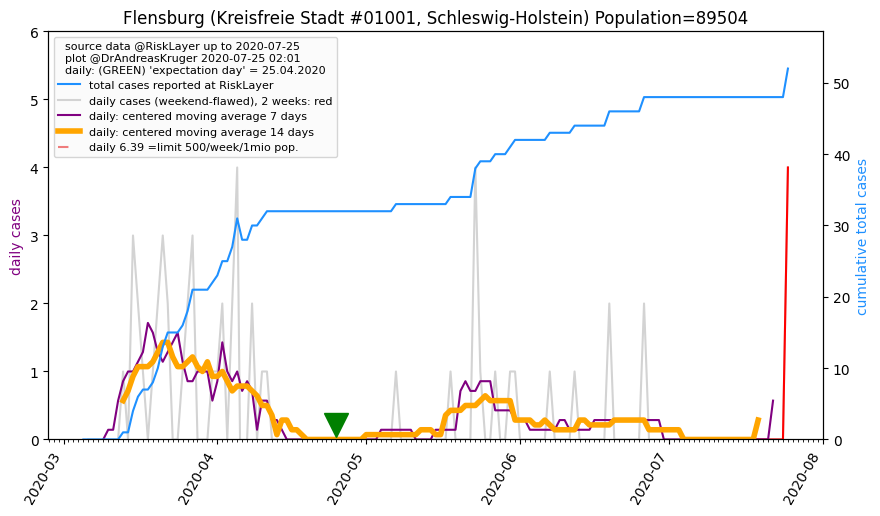 Flensburg (Kreisfreie Stadt #01001, Schleswig-Holstein) Population=89504
source data @RiskLayer up to 2020-07-25
plot @DrAndreasKruger 2020-07-25 02:01
daily: (GREEN) 'expectation day' = 25.04.2020
total cases reported at RiskLayer
daily cases (weekend-flawed), 2 weeks: red
daily: centered moving average 7 days
daily: centered moving average 14 days
daily 6.39 =limit 500/week/1mio pop.
daily cases
6
5
4
3
2
1
0
50
40
30
20
10
0
cumulative total cases
2020-03
2020-04
2020-05
2020-06
2020-07
2020-08